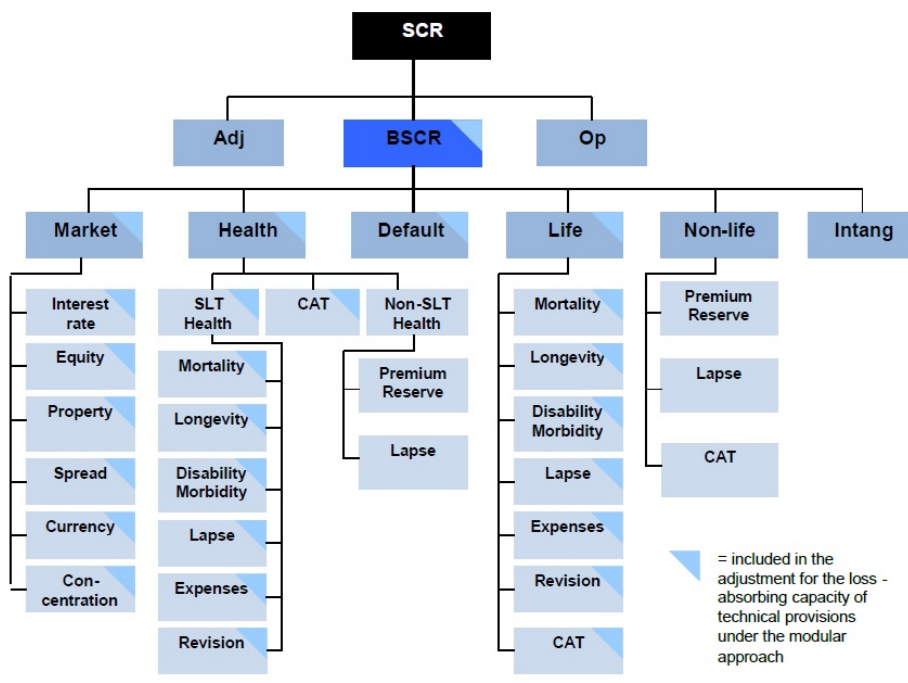 SCR
Adj
BSCR
Op
Market
Health
Default
Life
Non-life
Intang
Interest
rate
Equity
Property
Spread
Currency
Con-
centration
SLT
Health
CAT
Non-SLT
Health
Mortality
Longevity
Disability
Morbidity
Lapse
Expenses
Revision
Premium
Reserve
Lapse
Mortality
Longevity
Disability
Morbidity
Lapse
Expenses
Revision
CAT
Premium
Reserve
Lapse
CAT
= included in the
adjustment for the loss -
absorbing capacity of
technical provisions
under the modular
approach